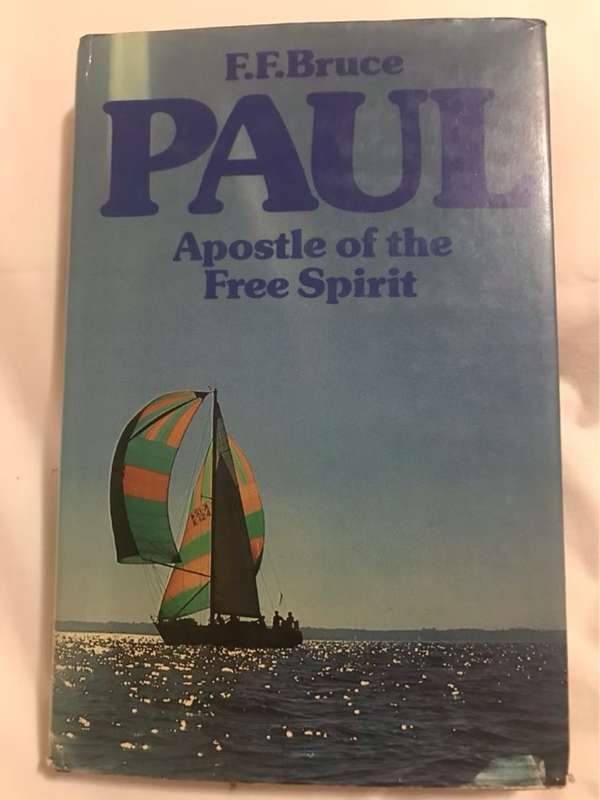 F.F.Bruce
PAUL
Apostle of the
Free Spirit